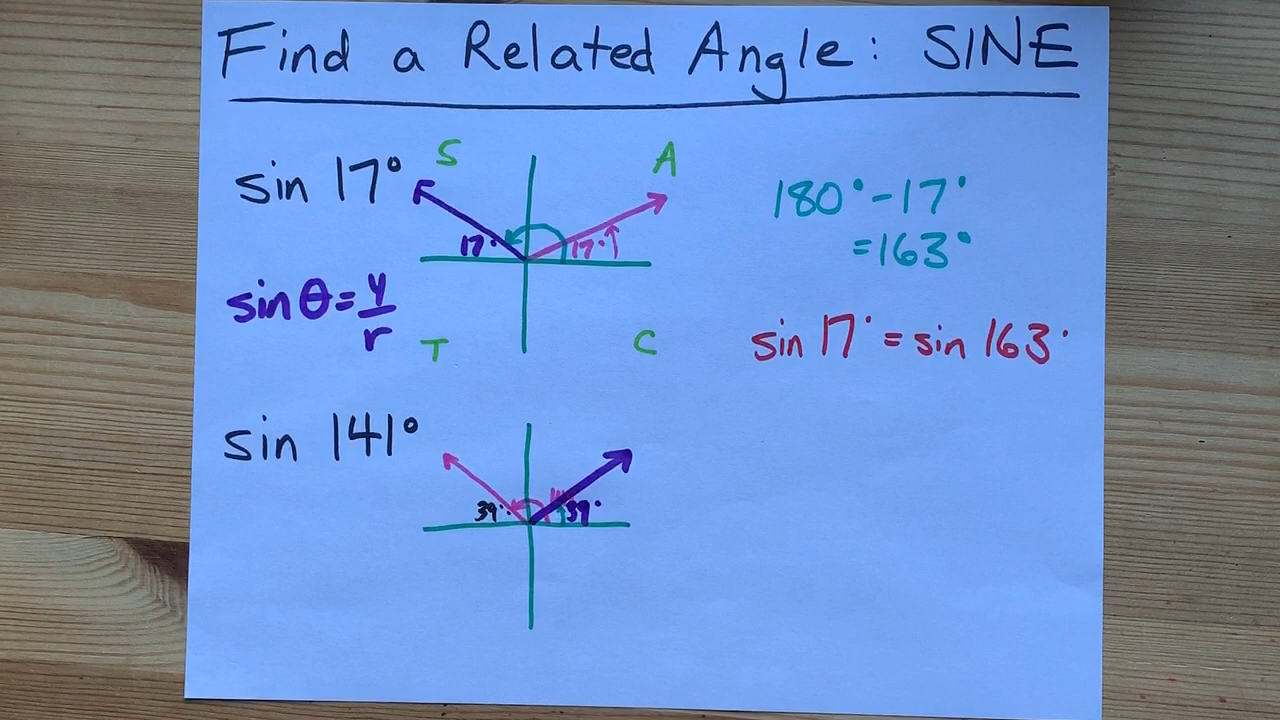 Find a Related Angle: SINE
S
A
sin 17°
17°
17°
180°-17°
=163°
sin θ = y/r
T
C
sin 17° = sin 163°
sin 141°
39°
39°